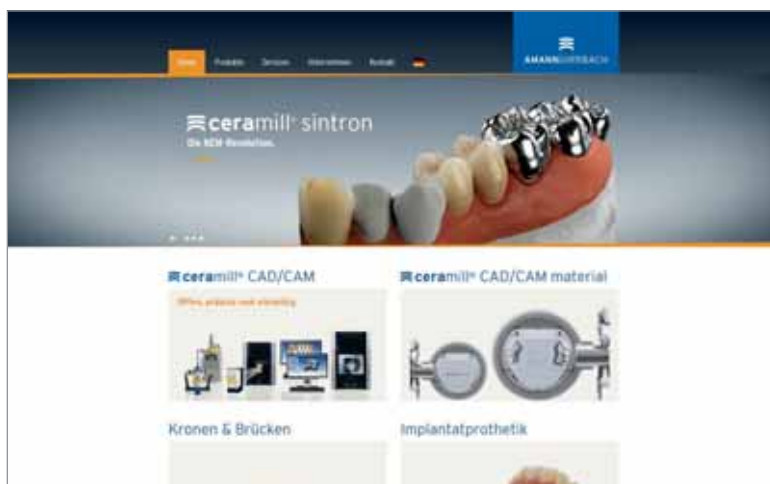 Home Produkte Services Unternehmen Kontakt
AMANNGIRRBACH
ceramill® sintron
Die NEM-Revolution.
ceramill® CAD/CAM
ceramill® CAD/CAM material
Offen, präzise und vielseitig
Kronen & Brücken
Implantatprothetik